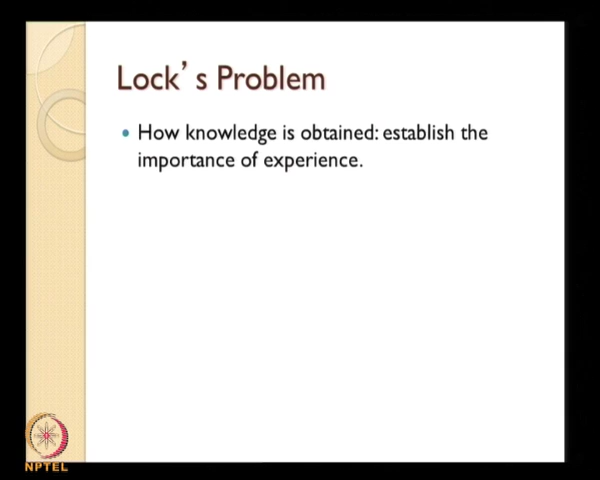 Lock’ s Problem
• How knowledge is obtained: establish the
importance of experience.
NPTEL